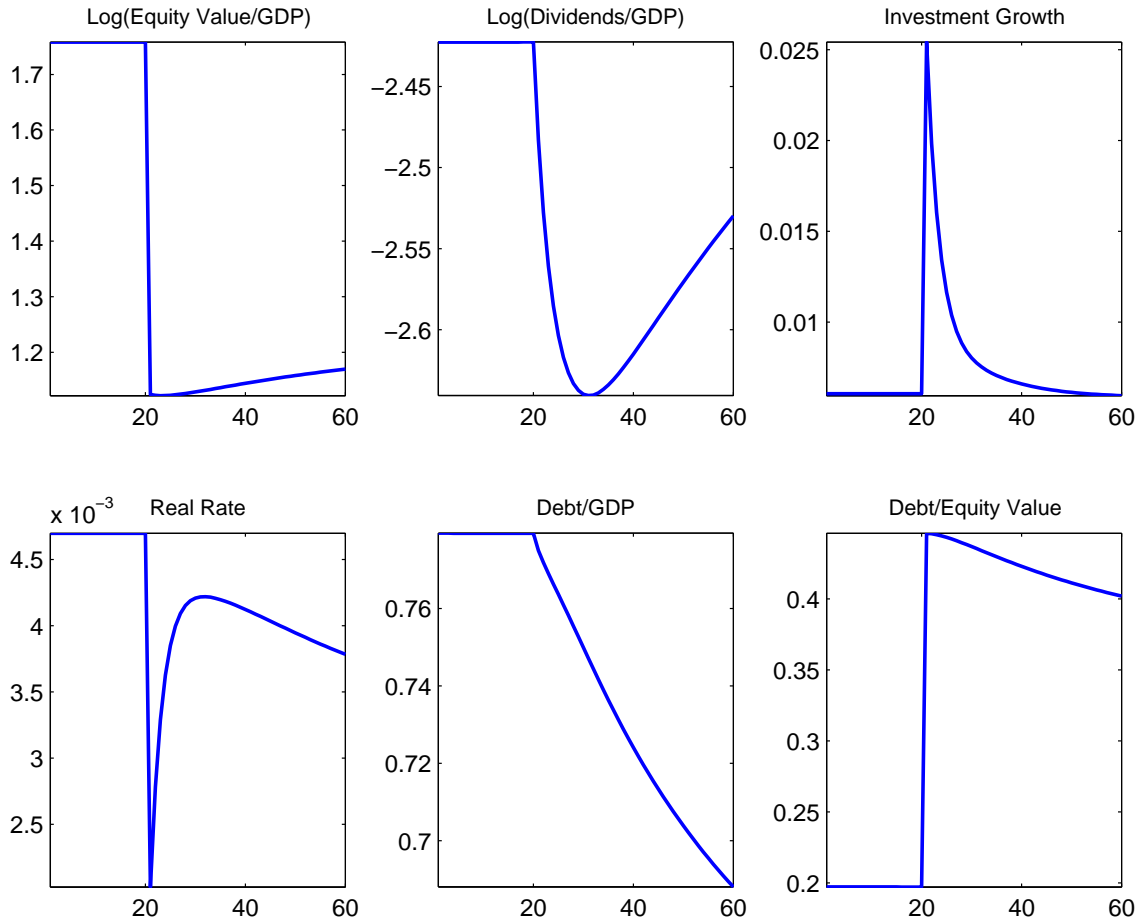 Log(Equity Value/GDP)
1.7
1.6
1.5
1.4
1.3
1.2
20 40 60
Log(Dividends/GDP)
−2.45
−2.5
−2.55
−2.6
20 40 60
Investment Growth
0.025
0.02
0.015
0.01
20 40 60
x 10−3
Real Rate
4.5
4
3.5
3
2.5
20 40 60
Debt/GDP
0.76
0.74
0.72
0.7
20 40 60
Debt/Equity Value
0.4
0.3
0.25
0.2
0.35
20 40 60